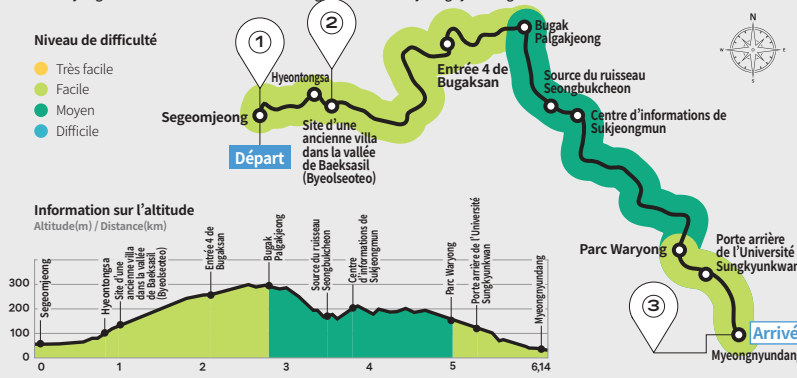 Niveau de difficulté
Très facile
Facile
Moyen
Difficile
1
2
Hyeontongsa
Segeomjeong
Départ
Site d'une
ancienne villa
dans la vallée
de Baeksasil
(Byeolseoteo)
Entrée 4 de
Bugaksan
Bugak
Palgakjeong
Source du ruisseau
Seongbukcheon
Centre d'informations de
Sukjeongmun
Parc Waryong
Porte arrière
de l'Université
Sungkyunkwan
3
Arrivé
Myeongnyundang
N
W
E
S
Information sur l'altitude
Altitude(m) / Distance(km)
300
200
100
0
Segeomjeong
Hyeontongsa
Site d'une
ancienne villa
dans la vallée
de Baeksasil
(Byeolseoteo)
Entrée 4 de
Bugaksan
Bugak
Palgakjeong
Source du ruisseau
Seongbukcheon
Centre
d'informations de
Sukjeongmun
Parc Waryong
Porte arrière de l'Université
Sungkyunkwan
Myeongnyundang
0
1
2
3
4
5
6,14